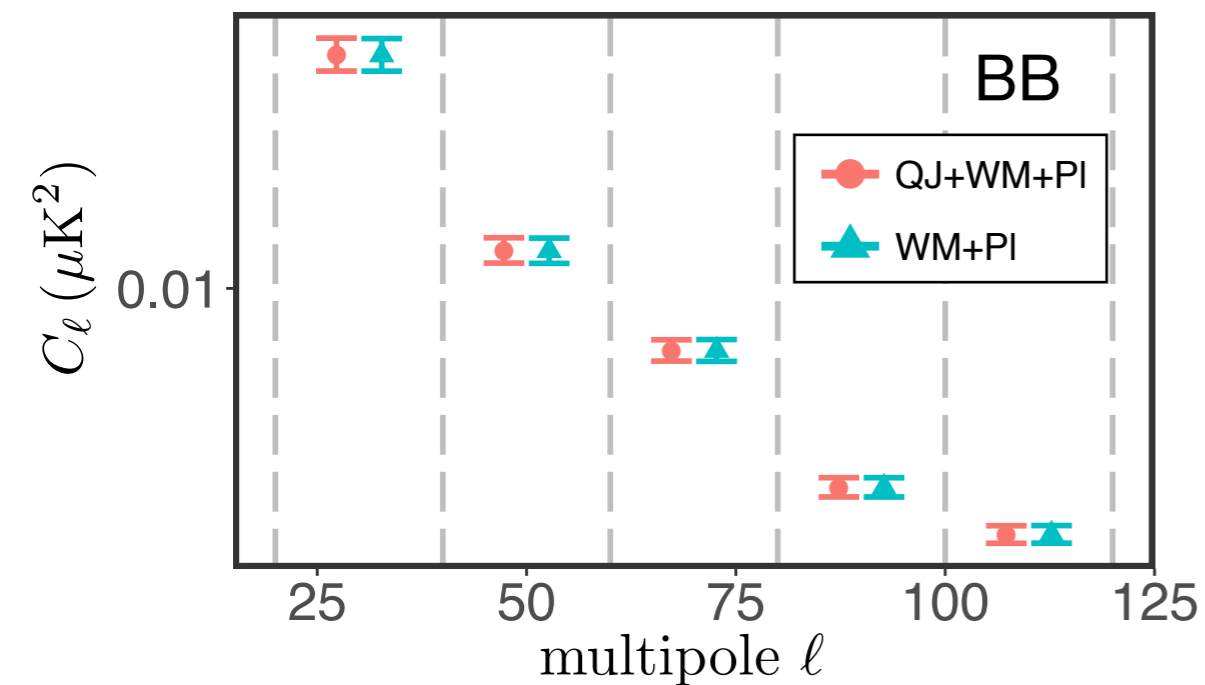 BB
QJ+WM+Pl
WM+Pl
C_ℓ (μK²)
0.01
25 50 75 100 125
multipole ℓ